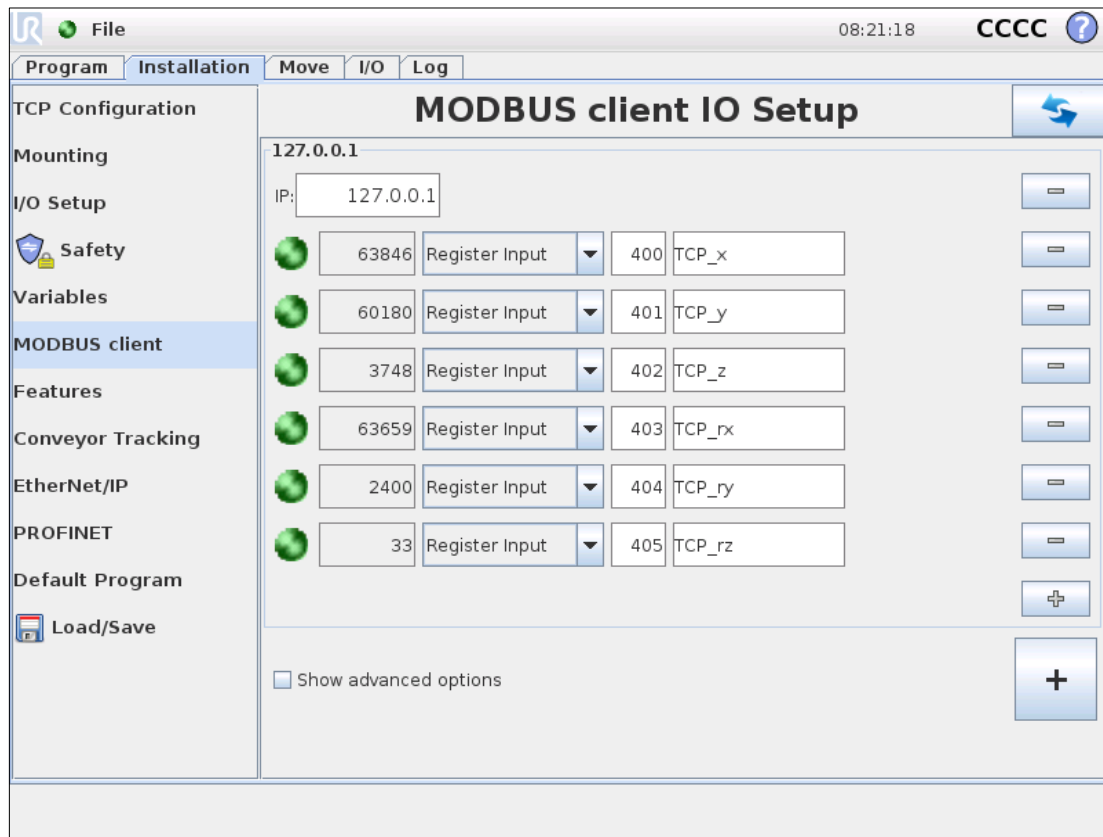 UR File 08:21:18 CCCC ?
Program Installation Move I/O Log
TCP Configuration
Mounting
I/O Setup
Safety
Variables
MODBUS client
Features
Conveyor Tracking
EtherNet/IP
PROFINET
Default Program
Load/Save
MODBUS client IO Setup
127.0.0.1
IP: 127.0.0.1
63846 Register Input 400 TCP_x
60180 Register Input 401 TCP_y
3748 Register Input 402 TCP_z
63659 Register Input 403 TCP_rx
2400 Register Input 404 TCP_ry
33 Register Input 405 TCP_rz
Show advanced options +